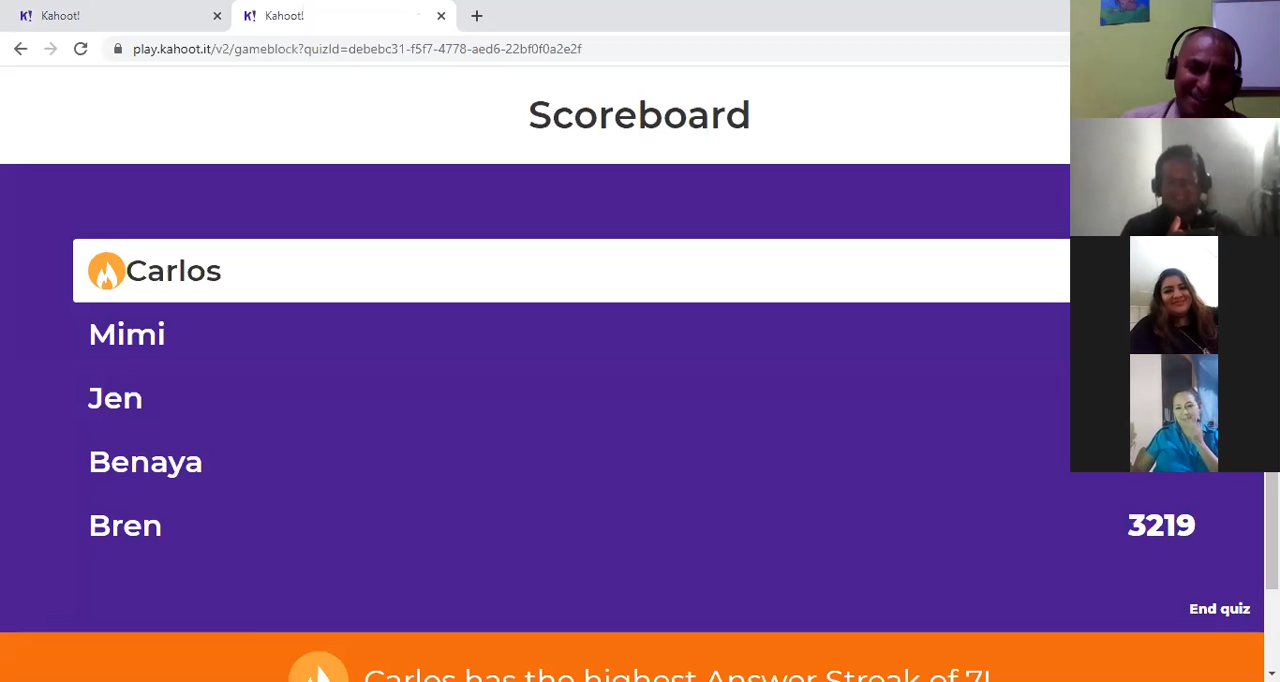 K! Kahoot!
K! Kahoot!
play.kahoot.it/v2/gameblock?quizId=debebc31-f5f7-4778-aed6-22bf0f0a2e2f
Scoreboard
Carlos
Mimi
Jen
Benaya
Bren 3219
End quiz
Carlos has the highest Answer Streak of 7!